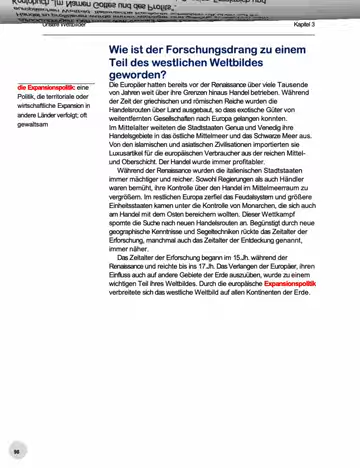 Kontobuch „Im Namen Gottes und des Profits“,
Unsere Weltbilder
Kapitel 3
Wie ist der Forschungsdrang zu einem
Teil des westlichen Weltbildes
geworden?
die Expansionspolitik: eine
Politik, die territoriale oder
wirtschaftliche Expansion in
andere Länder verfolgt; oft
gewaltsam
Die Europäer hatten bereits vor der Renaissance über viele Tausende
von Jahren weit über ihre Grenzen hinaus Handel betrieben. Während
der Zeit der griechischen und römischen Reiche wurden die
Handelsrouten über Land ausgebaut, so dass exotische Güter von
weitentfernten Gesellschaften nach Europa gelangen konnten.
Im Mittelalter weiteten die Stadtstaaten Genua und Venedig ihre
Handelsgebiete in das östliche Mittelmeer und das Schwarze Meer aus.
Von den islamischen und asiatischen Zivilisationen importierten sie
Luxusartikel für die europäischen Verbraucher aus der reichen Mittel-
und Oberschicht. Der Handel wurde immer profitabler.
Während der Renaissance wurden die italienischen Stadtstaaten
immer mächtiger und reicher. Sowohl Regierungen als auch Händler
waren bemüht, ihre Kontrolle über den Handel im Mittelmeerraum zu
vergrößern. Im restlichen Europa zerfiel das Feudalsystem und größere
Einheitsstaaten kamen unter die Kontrolle von Monarchen, die sich auch
am Handel mit dem Osten bereichern wollten. Dieser Wettkampf
spornte die Suche nach neuen Handelsrouten an. Begünstigt durch neue
geographische Kenntnisse und Segeltechniken rückte das Zeitalter der
Erforschung, manchmal auch das Zeitalter der Entdeckung genannt,
immer näher.
Das Zeitalter der Erforschung begann im 15.Jh. während der
Renaissance und reichte bis ins 17.Jh. Das Verlangen der Europäer, ihren
Einfluss auch auf andere Gebiete der Erde auszuüben, wurde zu einem
wichtigen Teil ihres Weltbildes. Durch die europäische Expansionspolitik
verbreitete sich das westliche Weltbild auf allen Kontinenten der Erde.
98